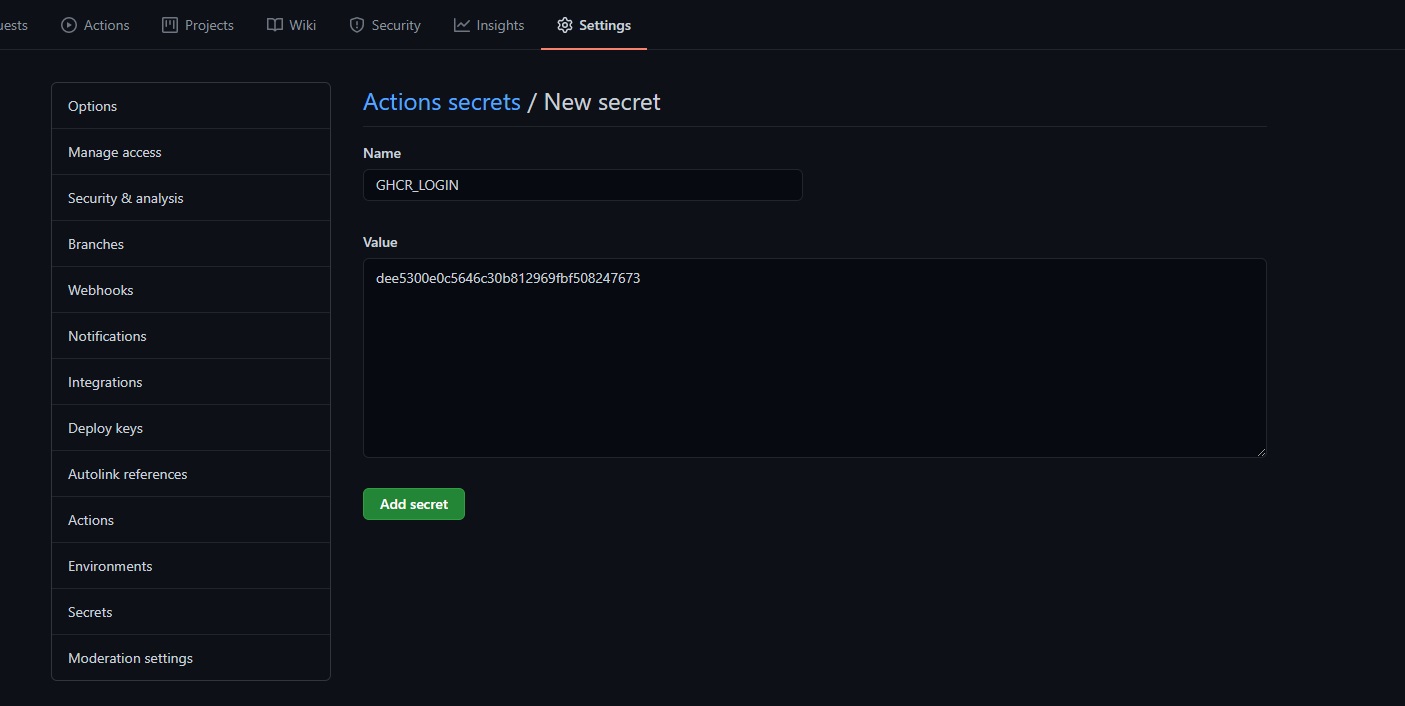 uests Actions Projects Wiki Security Insights Settings
Options
Manage access
Security & analysis
Branches
Webhooks
Notifications
Integrations
Deploy keys
Autolink references
Actions
Environments
Secrets
Moderation settings
Actions secrets / New secret
Name
GHCR_LOGIN
Value
dee5300e0c5646c30b812969fbf508247673
Add secret